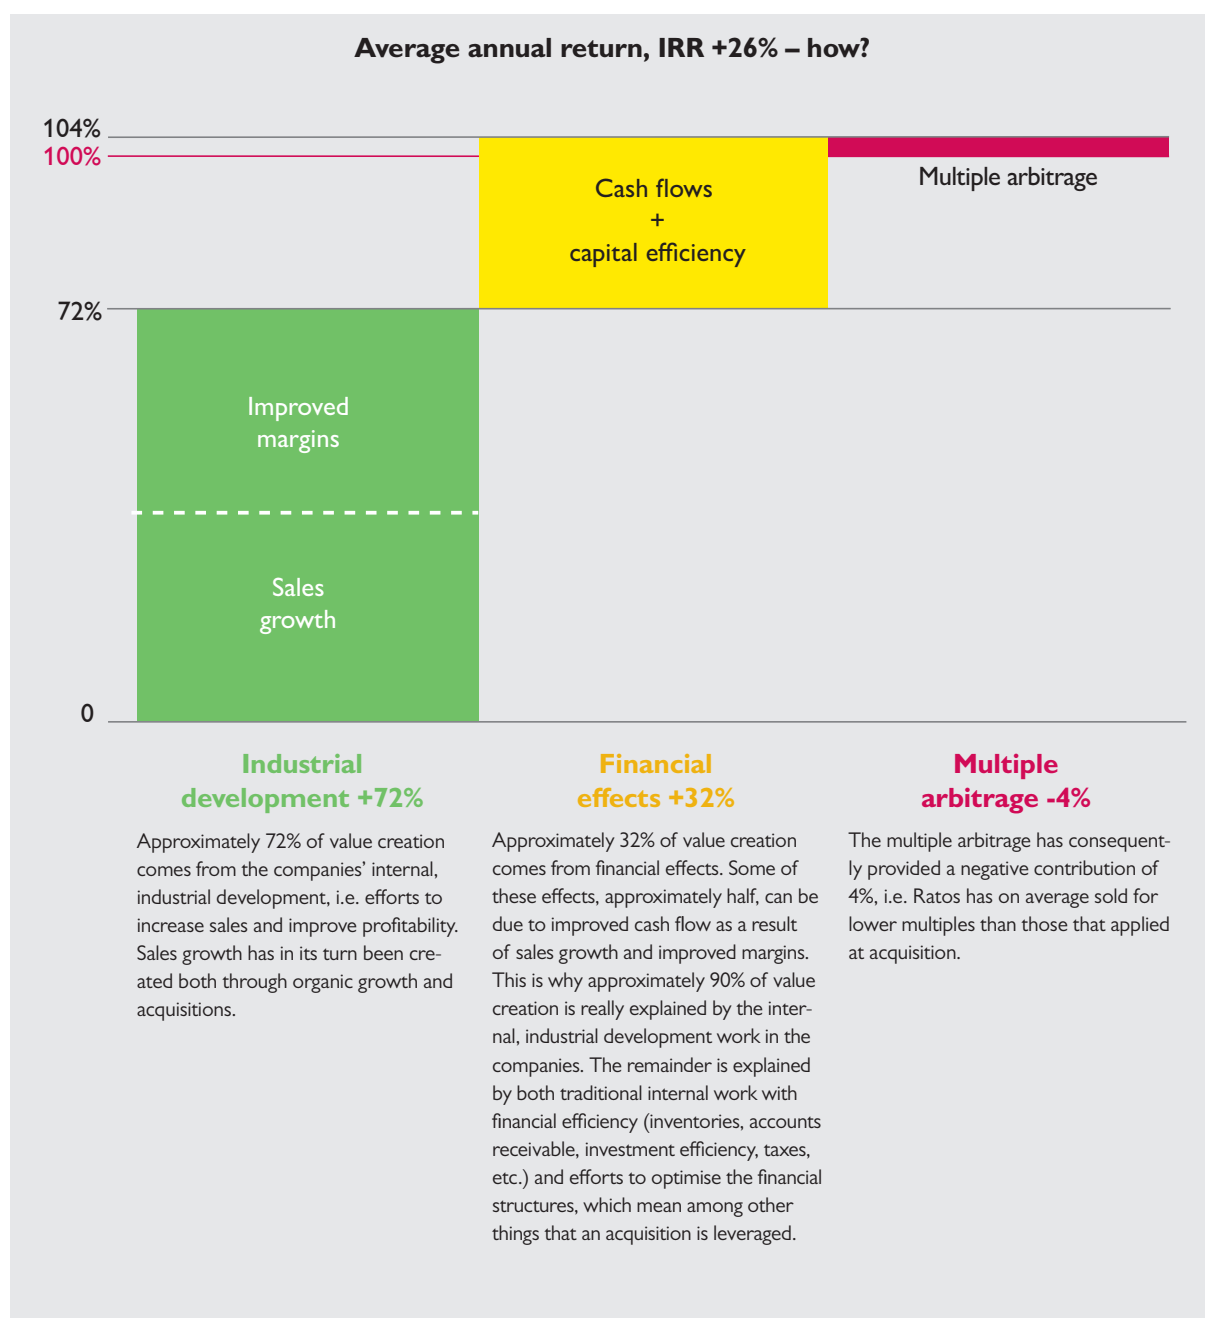 Average annual return, IRR +26% – how?
104%
100%
Cash flows
+
capital efficiency
Multiple arbitrage
72%
Improved
margins
Sales
growth
0
Industrial
development +72%
Approximately 72% of value creation
comes from the companies’ internal,
industrial development, i.e. efforts to
increase sales and improve profitability.
Sales growth has in its turn been cre-
ated both through organic growth and
acquisitions.
Financial
effects +32%
Approximately 32% of value creation
comes from financial effects. Some of
these effects, approximately half, can be
due to improved cash flow as a result
of sales growth and improved margins.
This is why approximately 90% of value
creation is really explained by the inter-
nal, industrial development work in the
companies. The remainder is explained
by both traditional internal work with
financial efficiency (inventories, accounts
receivable, investment efficiency, taxes,
etc.) and efforts to optimise the financial
structures, which mean among other
things that an acquisition is leveraged.
Multiple
arbitrage -4%
The multiple arbitrage has consequent-
ly provided a negative contribution of
4%, i.e. Ratos has on average sold for
lower multiples than those that applied
at acquisition.